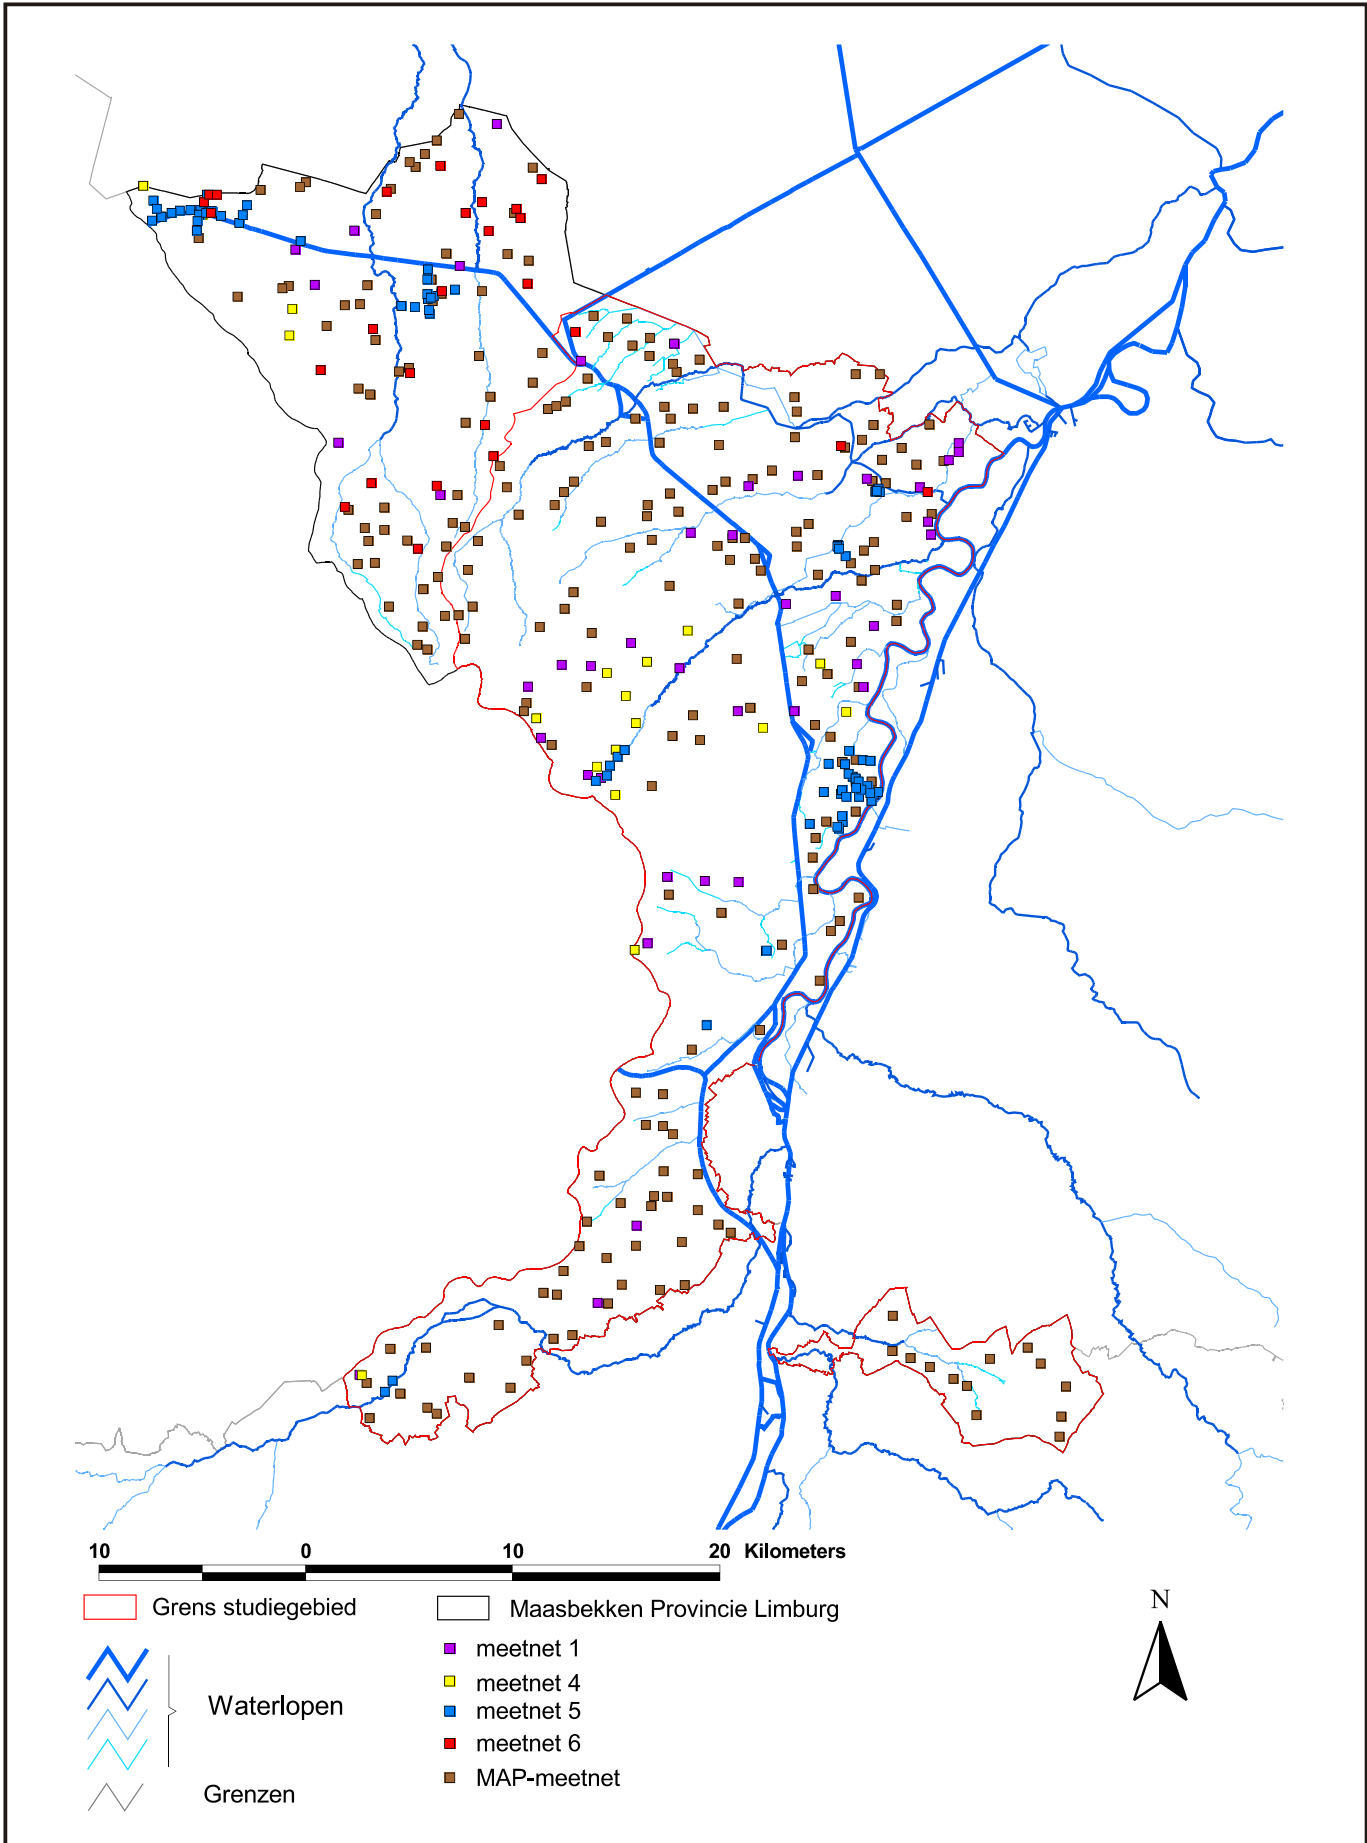 10 0 10 20 Kilometers
Grens studiegebied
Maasbekken Provincie Limburg
N
meetnet 1
meetnet 4
Waterlopen
meetnet 5
meetnet 6
MAP-meetnet
Grenzen